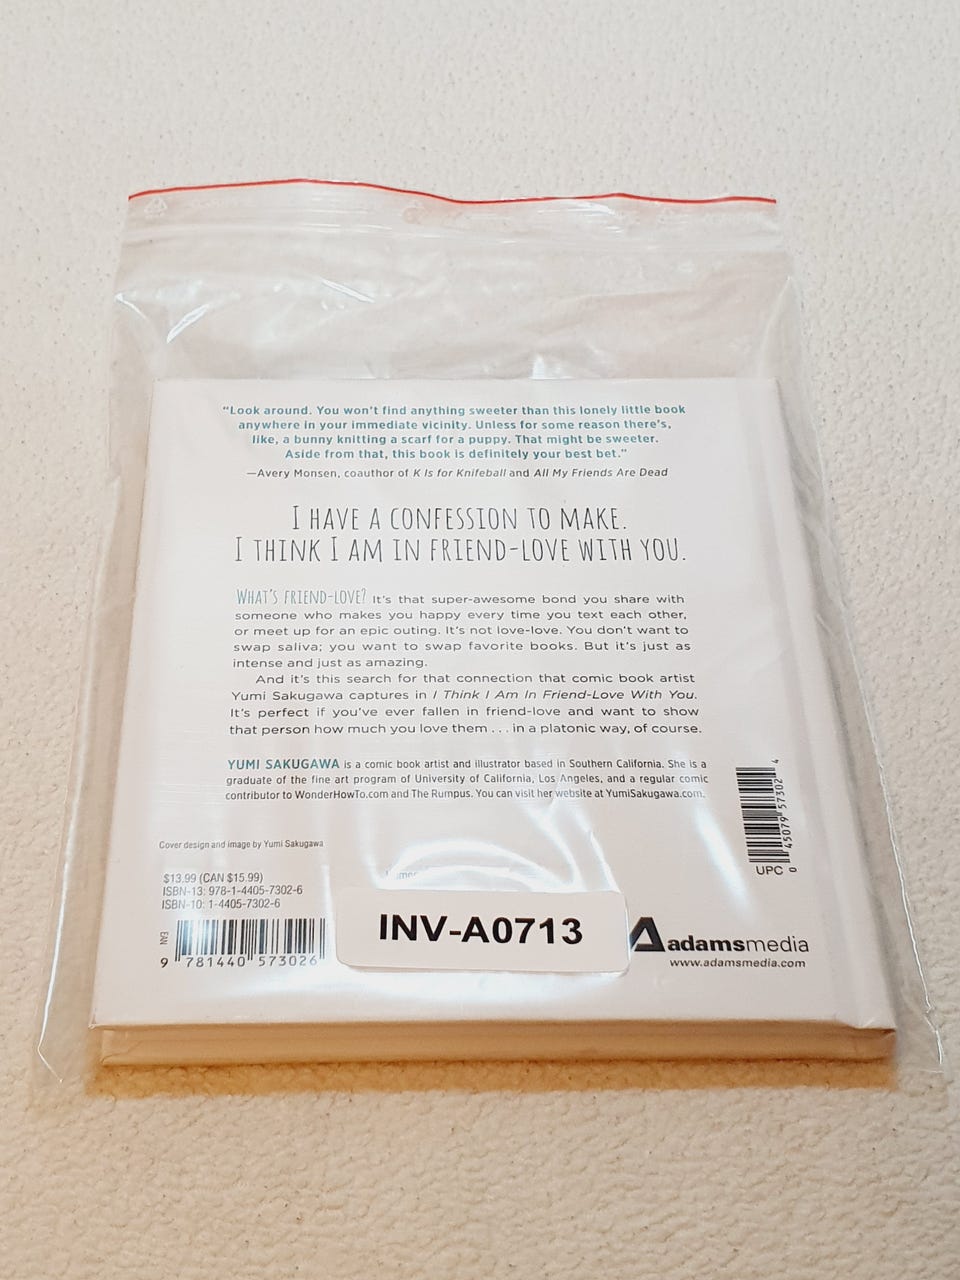 “Look around. You won’t find anything sweeter than this lonely little book
anywhere in your immediate vicinity. Unless for some reason there’s,
like, a bunny knitting a scarf for a puppy. That might be sweeter.
Aside from that, this book is definitely your best bet.”
—Avery Monsen, coauthor of K Is for Knifeball and All My Friends Are Dead
I HAVE A CONFESSION TO MAKE.
I THINK I AM IN FRIEND-LOVE WITH YOU.
WHAT’S FRIEND-LOVE? It’s that super-awesome bond you share with
someone who makes you happy every time you text each other,
or meet up for an epic outing. It’s not love-love. You don’t want to
swap saliva; you want to swap favorite books. But it’s just as
intense and just as amazing.
And it’s this search for that connection that comic book artist
Yumi Sakugawa captures in I Think I Am In Friend-Love With You.
It’s perfect if you’ve ever fallen in friend-love and want to show
that person how much you love them . . . in a platonic way, of course.
YUMI SAKUGAWA is a comic book artist and illustrator based in Southern California. She is a
graduate of the fine art program of University of California, Los Angeles, and a regular comic
contributor to WonderHowTo.com and The Rumpus. You can visit her website at YumiSakugawa.com.
Cover design and image by Yumi Sakugawa
$13.99 (CAN $15.99)
ISBN-13: 978-1-4405-7302-6
ISBN-10: 1-4405-7302-6
EAN
9 781440 573026
INV-A0713
0 45079 57302 4
UPC
adamsmedia
www.adamsmedia.com